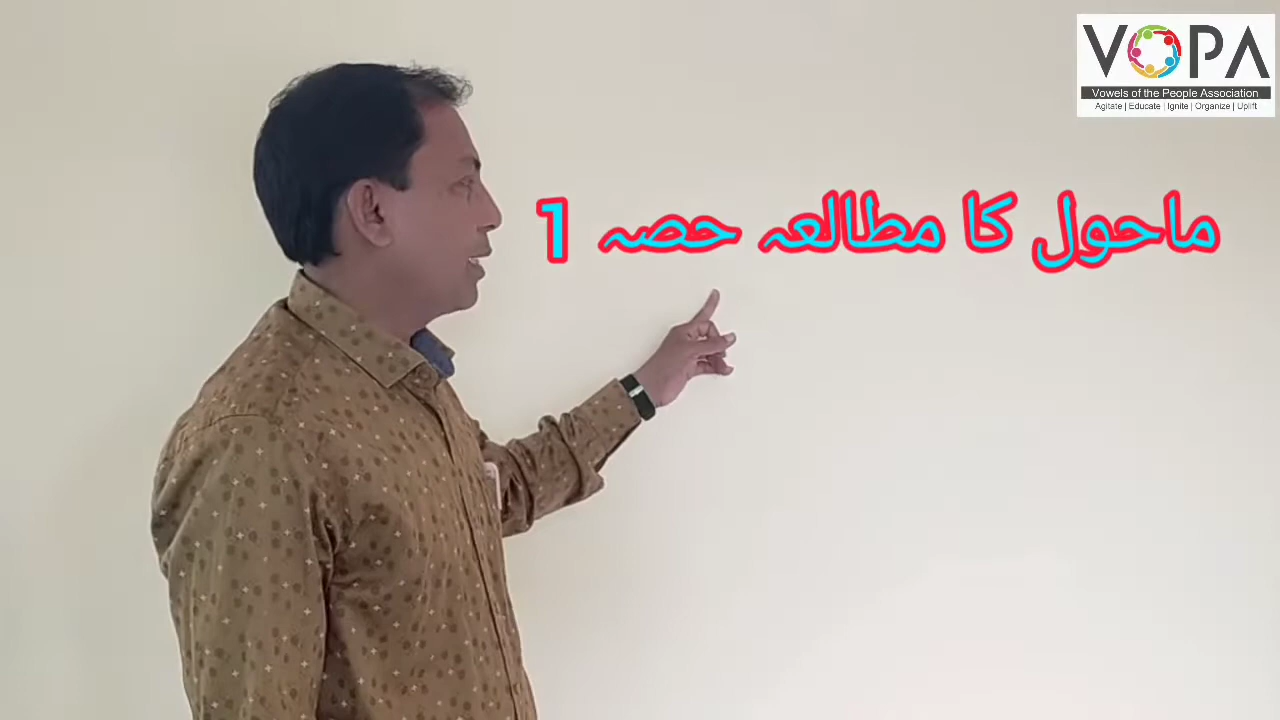 VOPA
Vowels of the People Association
Agitate | Educate | Ignite | Organize | Uplift
ماحول کا مطالعہ حصہ 1